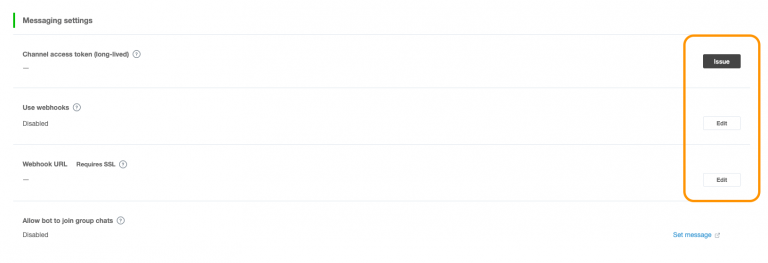 Messaging settings
Channel access token (long-lived) ?
—
Issue
Use webhooks ?
Disabled
Edit
Webhook URL Requires SSL ?
—
Edit
Allow bot to join group chats ?
Disabled
Set message